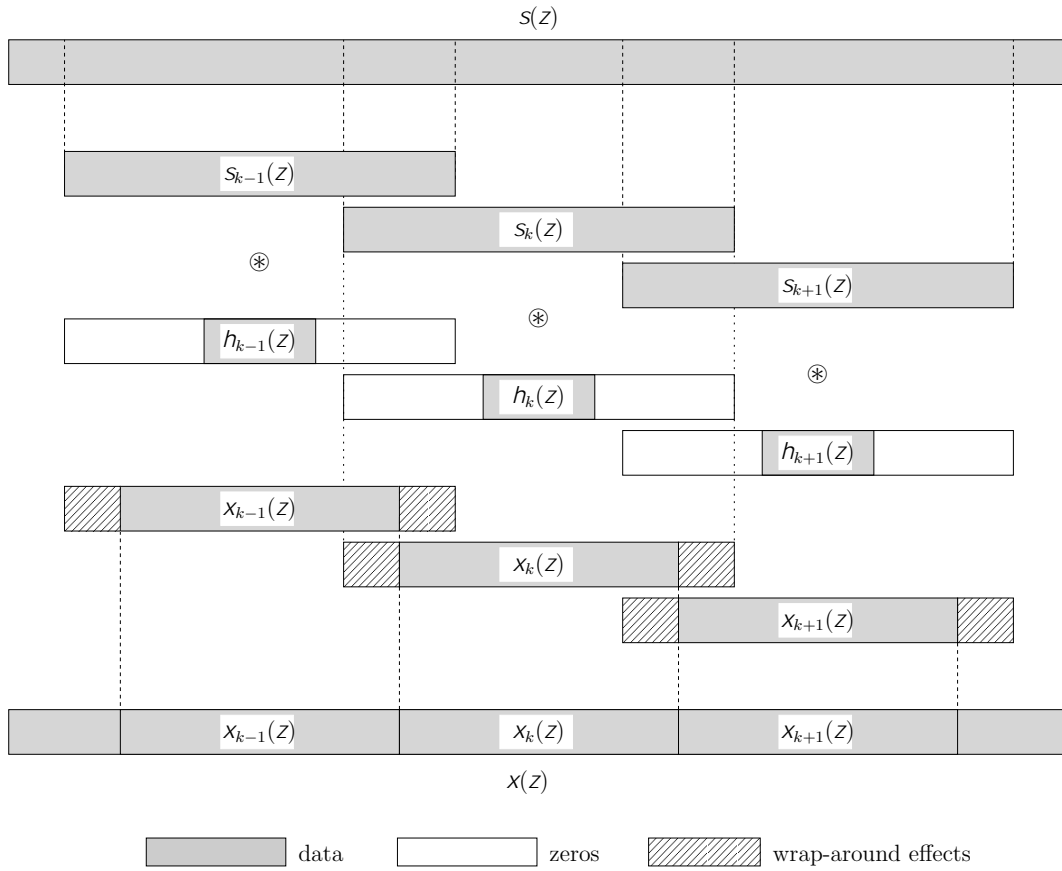 s(z)
s_{k−1}(z)
s_k(z)
⊛
s_{k+1}(z)
h_{k−1}(z)
⊛
h_k(z)
⊛
h_{k+1}(z)
x_{k−1}(z)
x_k(z)
x_{k+1}(z)
x_{k−1}(z) x_k(z) x_{k+1}(z)
x(z)
data zeros wrap-around effects